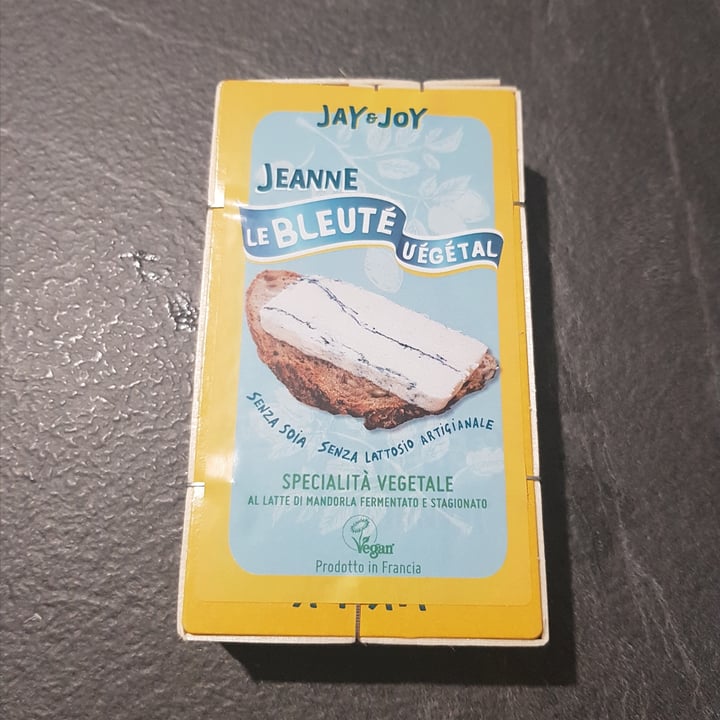 JAY & JOY
JEANNE
LE BLEUTÉ
VÉGÉTAL
SENZA SOIA SENZA LATTOSIO ARTIGIANALE
SPECIALITÀ VEGETALE
AL LATTE DI MANDORLA FERMENTATO E STAGIONATO
Vegan
Prodotto in Francia